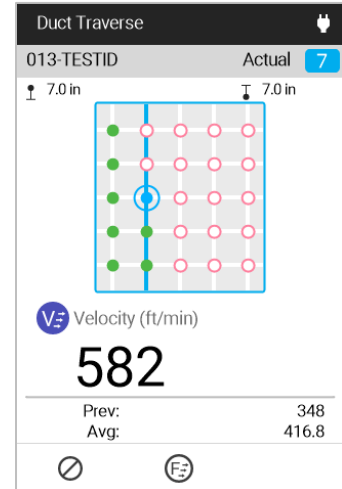 Duct Traverse
013-TESTID Actual 7
7.0 in 7.0 in
V
Velocity (ft/min)
582
Prev: 348
Avg: 416.8
F